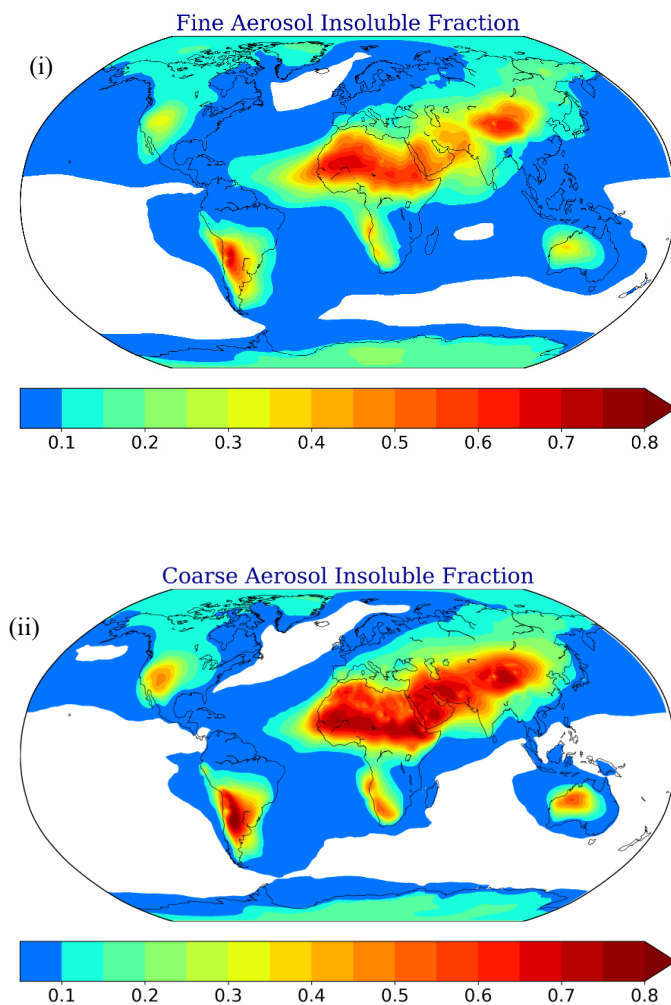 Fine Aerosol Insoluble Fraction
(i)
0.1 0.2 0.3 0.4 0.5 0.6 0.7 0.8
Coarse Aerosol Insoluble Fraction
(ii)
0.1 0.2 0.3 0.4 0.5 0.6 0.7 0.8